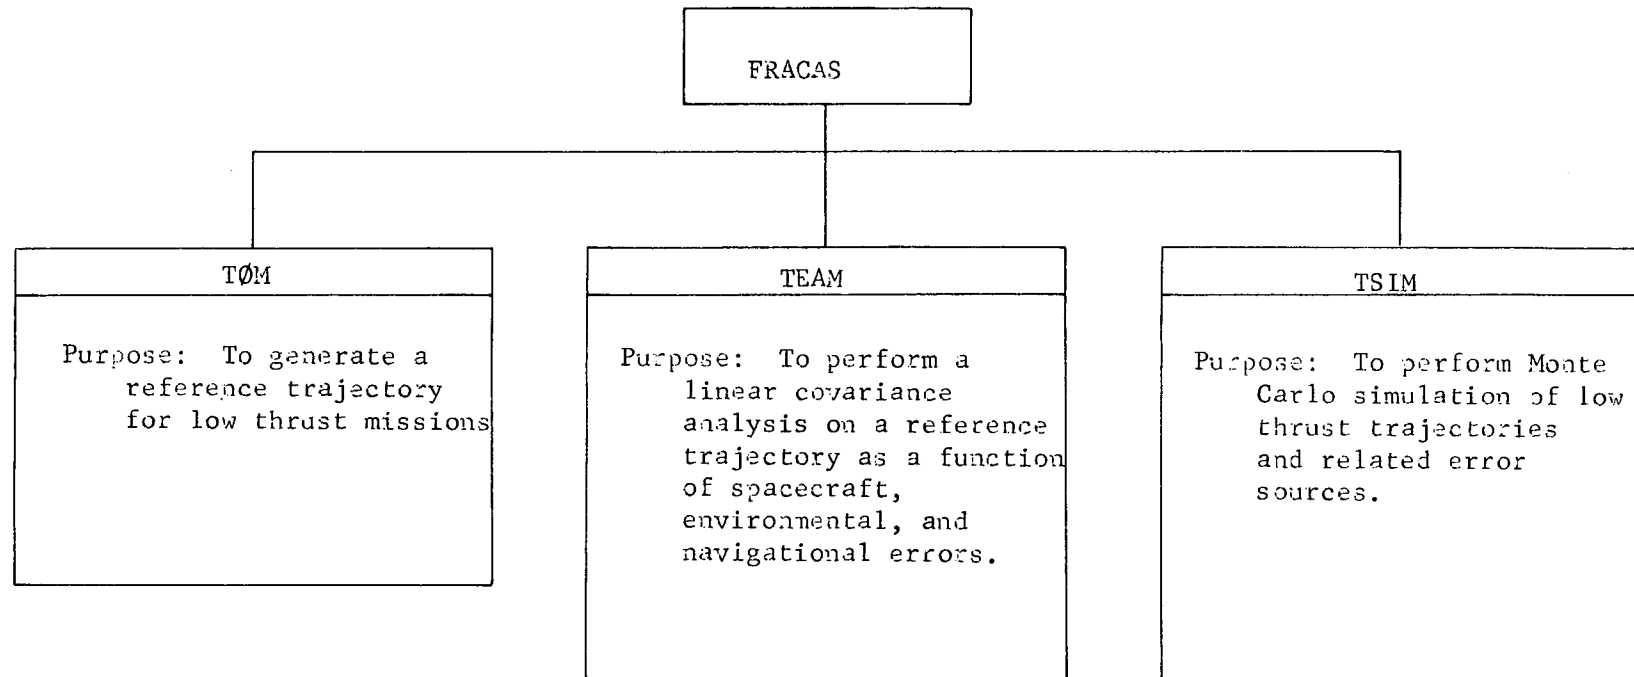 FRACAS
TØM
Purpose: To generate a
reference trajectory
for low thrust missions
TEAM
Purpose: To perform a
linear covariance
analysis on a reference
trajectory as a function
of spacecraft,
environmental, and
navigational errors.
TSIM
Purpose: To perform Monte
Carlo simulation of low
thrust trajectories
and related error
sources.